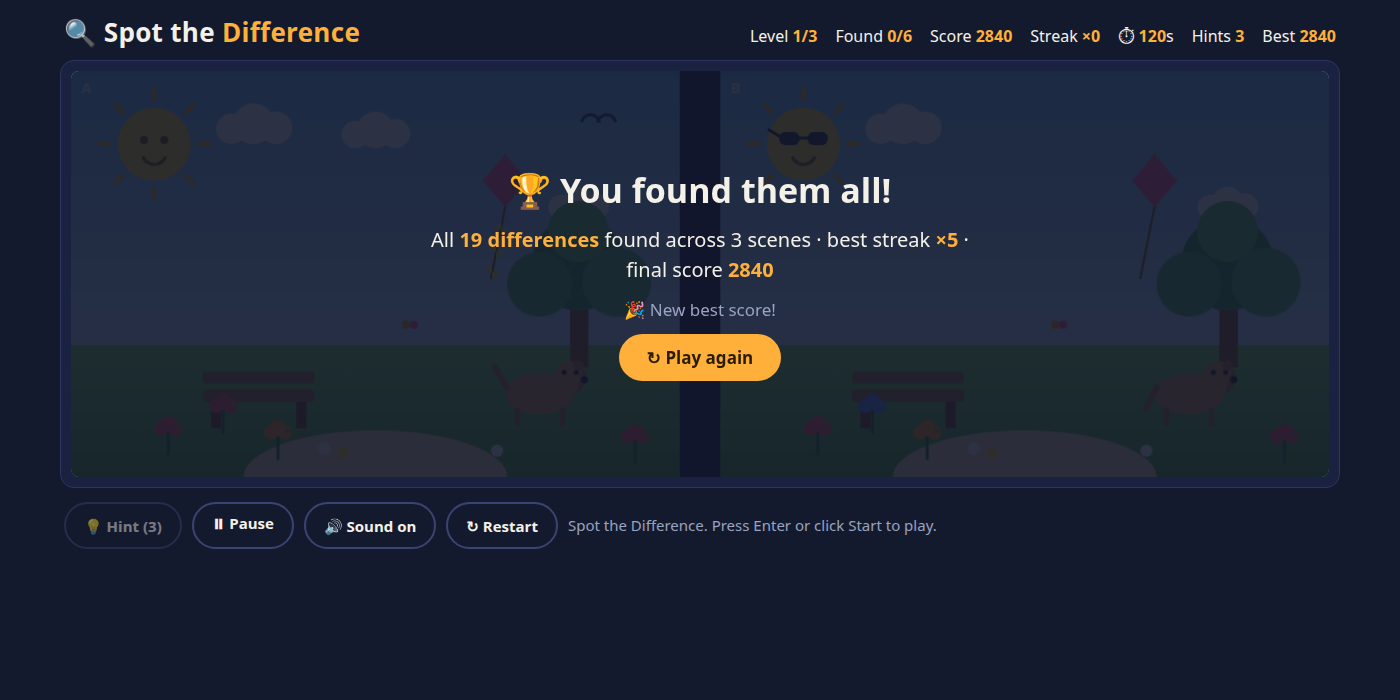 🔍 Spot the Difference
Level 1/3 Found 0/6 Score 2840 Streak ×0 ⏱ 120s Hints 3 Best 2840
A
B
🏆 You found them all!
All 19 differences found across 3 scenes · best streak ×5 ·
final score 2840
🎉 New best score!
↻ Play again
💡 Hint (3)
⏸ Pause
🔊 Sound on
↻ Restart
Spot the Difference. Press Enter or click Start to play.